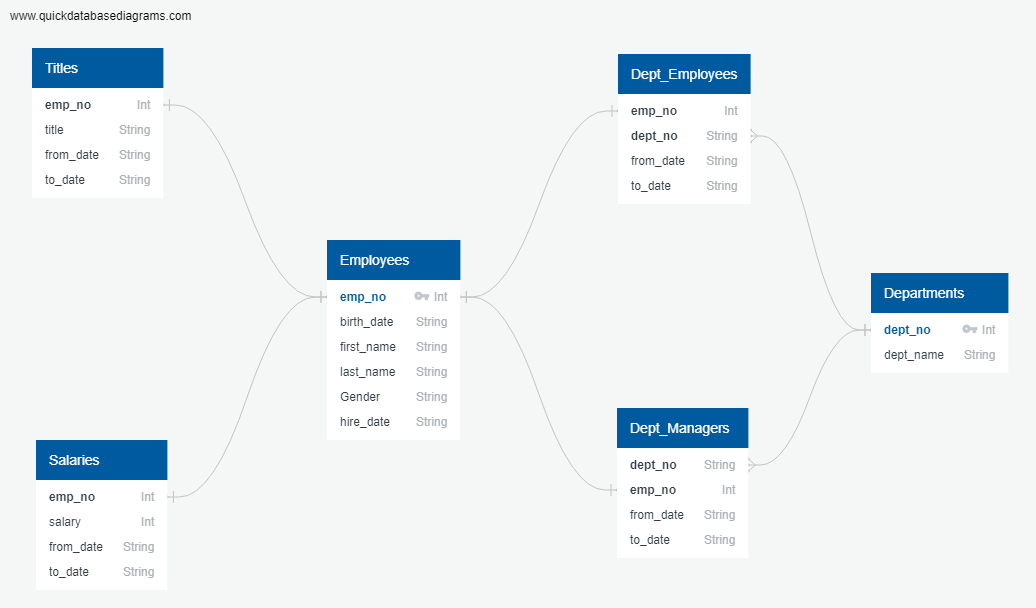 www.quickdatabasediagrams.com
Titles
emp_no Int
title String
from_date String
to_date String
Dept_Employees
emp_no Int
dept_no String
from_date String
to_date String
Employees
emp_no Int
birth_date String
first_name String
last_name String
Gender String
hire_date String
Departments
dept_no Int
dept_name String
Salaries
emp_no Int
salary Int
from_date String
to_date String
Dept_Managers
dept_no String
emp_no Int
from_date String
to_date String